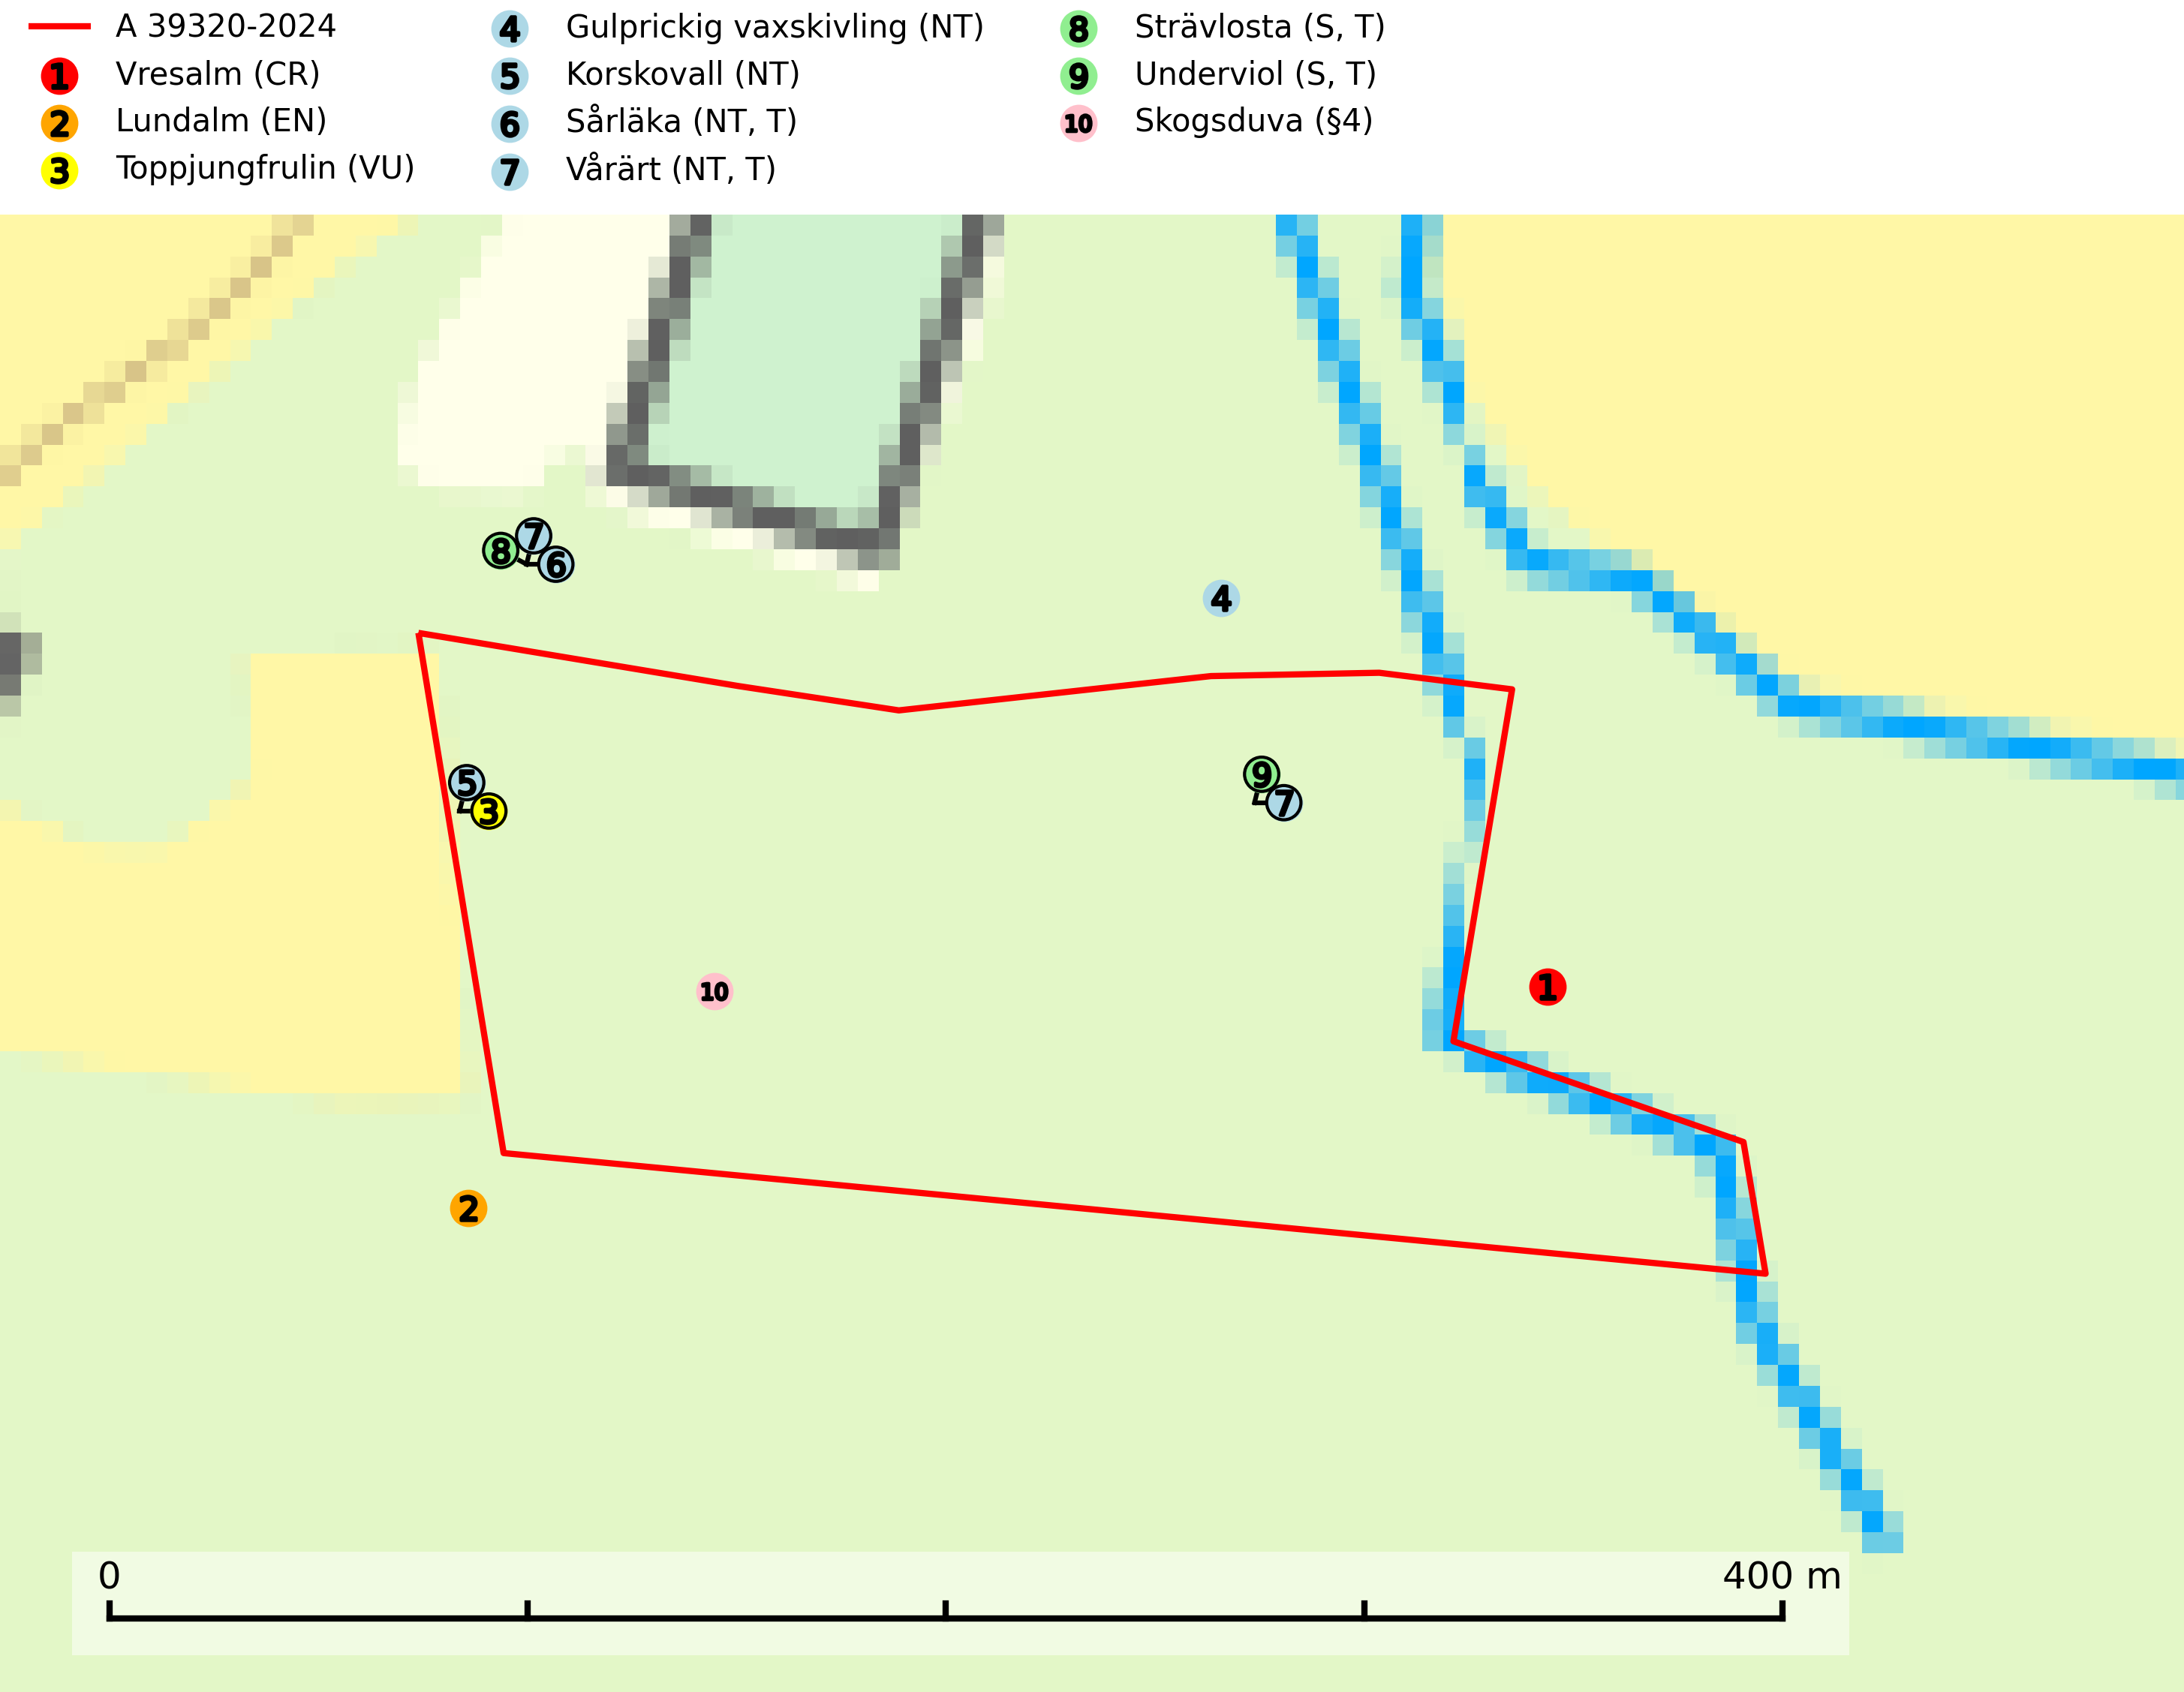 A 39320-2024
1 Vresalm (CR)
2 Lundalm (EN)
3 Toppjungfrulin (VU)
4 Gulprickig vaxskivling (NT)
5 Korskovall (NT)
6 Sårläka (NT, T)
7 Vårärt (NT, T)
8 Strävlosta (S, T)
9 Underviol (S, T)
10 Skogsduva (§4)
7
8
6
4
5
3
9
7
10
1
2
0
400 m